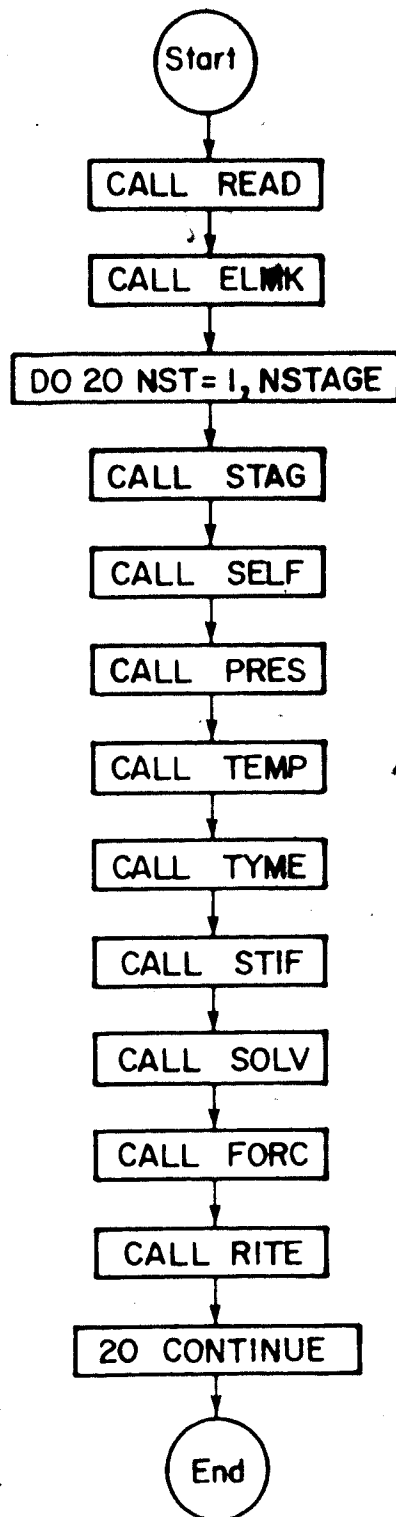 Start
CALL READ
CALL ELMK
DO 20 NST = 1, NSTAGE
CALL STAG
CALL SELF
CALL PRES
CALL TEMP
CALL TYME
CALL STIF
CALL SOLV
CALL FORC
CALL RITE
20 CONTINUE
End